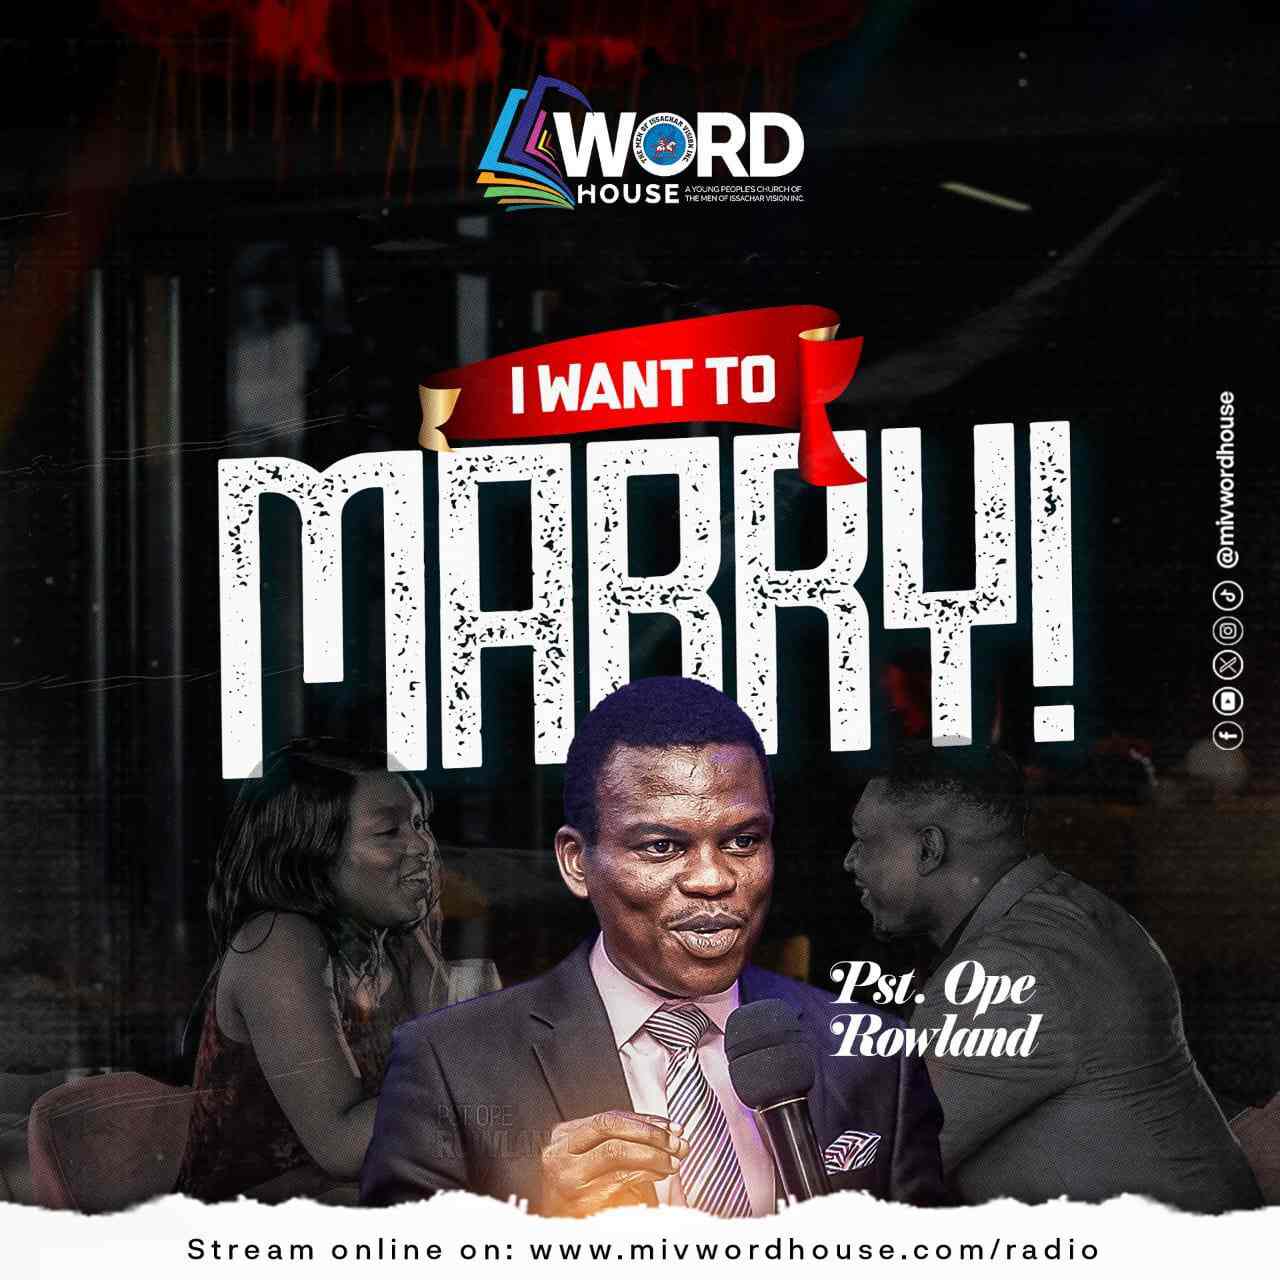 WORD
THE MEN OF ISSACHAR VISION INC
HOUSE
A YOUNG PEOPLE'S CHURCH OF
THE MEN OF ISSACHAR VISION INC.
I WANT TO
MARRY!
@mivwordhouse
Pst. Ope
Rowland
PST OPE
ROWLAND
Stream online on: www.mivwordhouse.com/radio